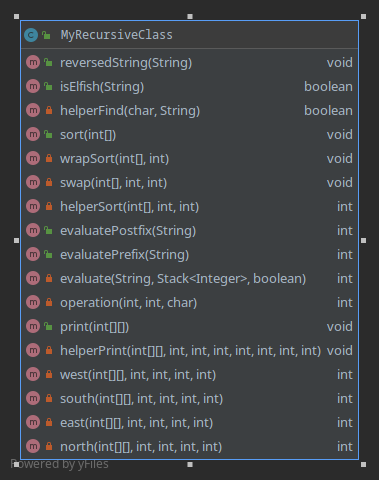 MyRecursiveClass
reversedString(String) void
isElfish(String) boolean
helperFind(char, String) boolean
sort(int[]) void
wrapSort(int[], int) void
swap(int[], int, int) void
helperSort(int[], int, int) int
evaluatePostfix(String) int
evaluatePrefix(String) int
evaluate(String, Stack<Integer>, boolean) int
operation(int, int, char) int
print(int[][]) void
helperPrint(int[][], int, int, int, int, int, int, int) void
west(int[][], int, int, int, int) int
south(int[][], int, int, int, int) int
east(int[][], int, int, int, int) int
north(int[][], int, int, int, int) int
Powered by yFiles